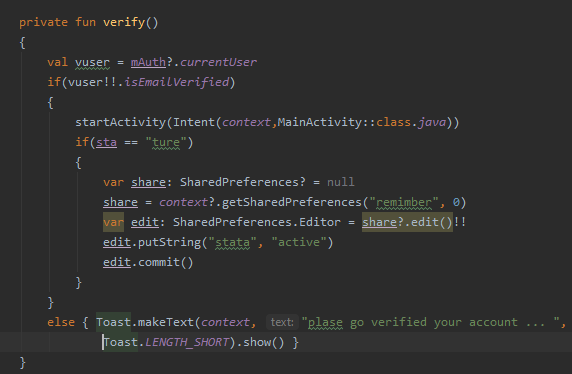 private fun verify()
{
val vuser = mAuth?.currentUser
if(vuser!!.isEmailVerified)
{
startActivity(Intent(context,MainActivity::class.java))
if(sta == "ture")
{
var share: SharedPreferences? = null
share = context?.getSharedPreferences("remimber", 0)
var edit: SharedPreferences.Editor = share?.edit()!!
edit.putString("stata", "active")
edit.commit()
}
}
else { Toast.makeText(context, text: "plase go verified your account ... ",
Toast.LENGTH_SHORT).show() }
}